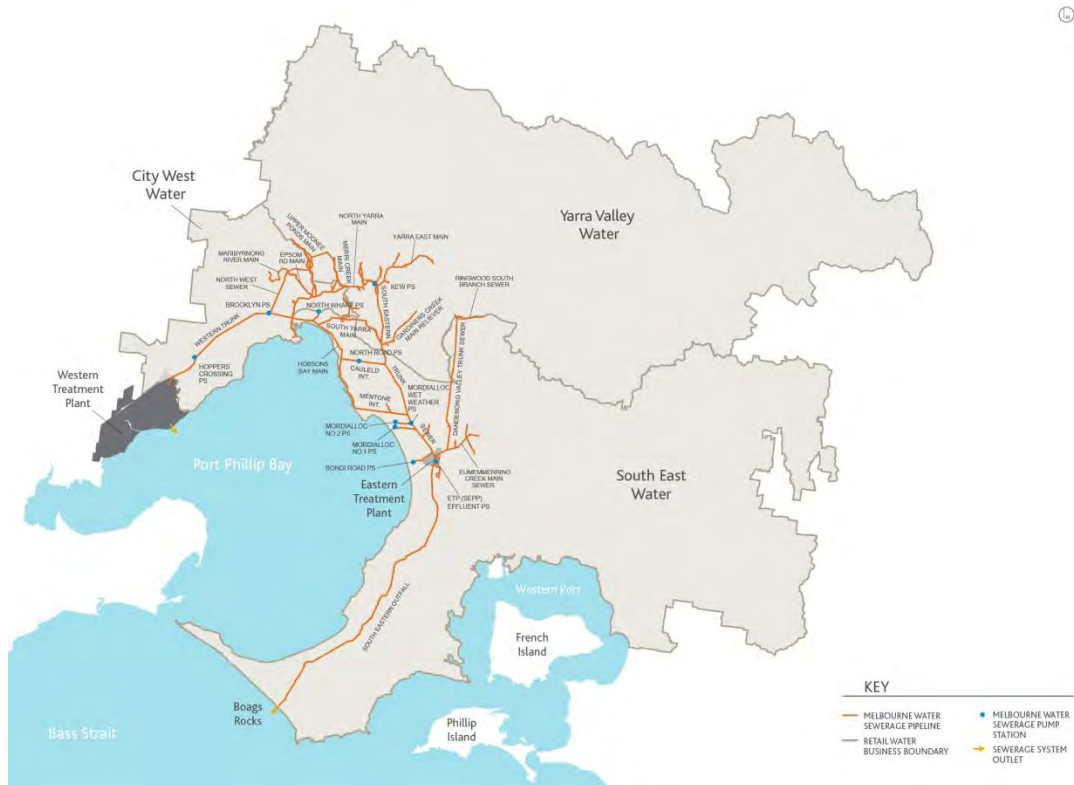 N
City West
Water
Yarra Valley
Water
UPPER MOONEE
PONDS MAIN
NORTH YARRA
MAIN
MERRI CREEK
MAIN
YARRA EAST MAIN
MARIBYRNONG
RIVER MAIN
EPSOM
RD MAIN
NORTH WEST
SEWER
RINGWOOD SOUTH
BRANCH SEWER
KEW PS
BROOKLYN PS
NORTH WHARF PS
SOUTH EASTERN
TRUNK
SEWER
GARDINERS CREEK
MAIN RELIEVER
WESTERN TRUNK
SOUTH YARRA
MAIN
DANDENONG VALLEY TRUNK SEWER
HOPPERS
CROSSING
PS
HOBSONS
BAY MAIN
NORTH ROAD PS
CAULELD
INT.
Western
Treatment
Plant
MENTONE
INT.
MORDIALLOC
WET
WEATHER
PS
MORDIALLOC
NO.2 PS
MORDIALLOC
NO.1 PS
Port Phillip Bay
BONDI ROAD PS
Eastern
Treatment
Plant
EUMEMMERRING
CREEK MAIN
SEWER
ETP (SEPP)
EFFLUENT PS
South East
Water
SOUTH EASTERN OUTFALL
Western Port
French
Island
Boags
Rocks
Phillip
Island
Bass Strait
KEY
MELBOURNE WATER
SEWERAGE PIPELINE
RETAIL WATER
BUSINESS BOUNDARY
MELBOURNE WATER
SEWERAGE PUMP
STATION
SEWERAGE SYSTEM
OUTLET